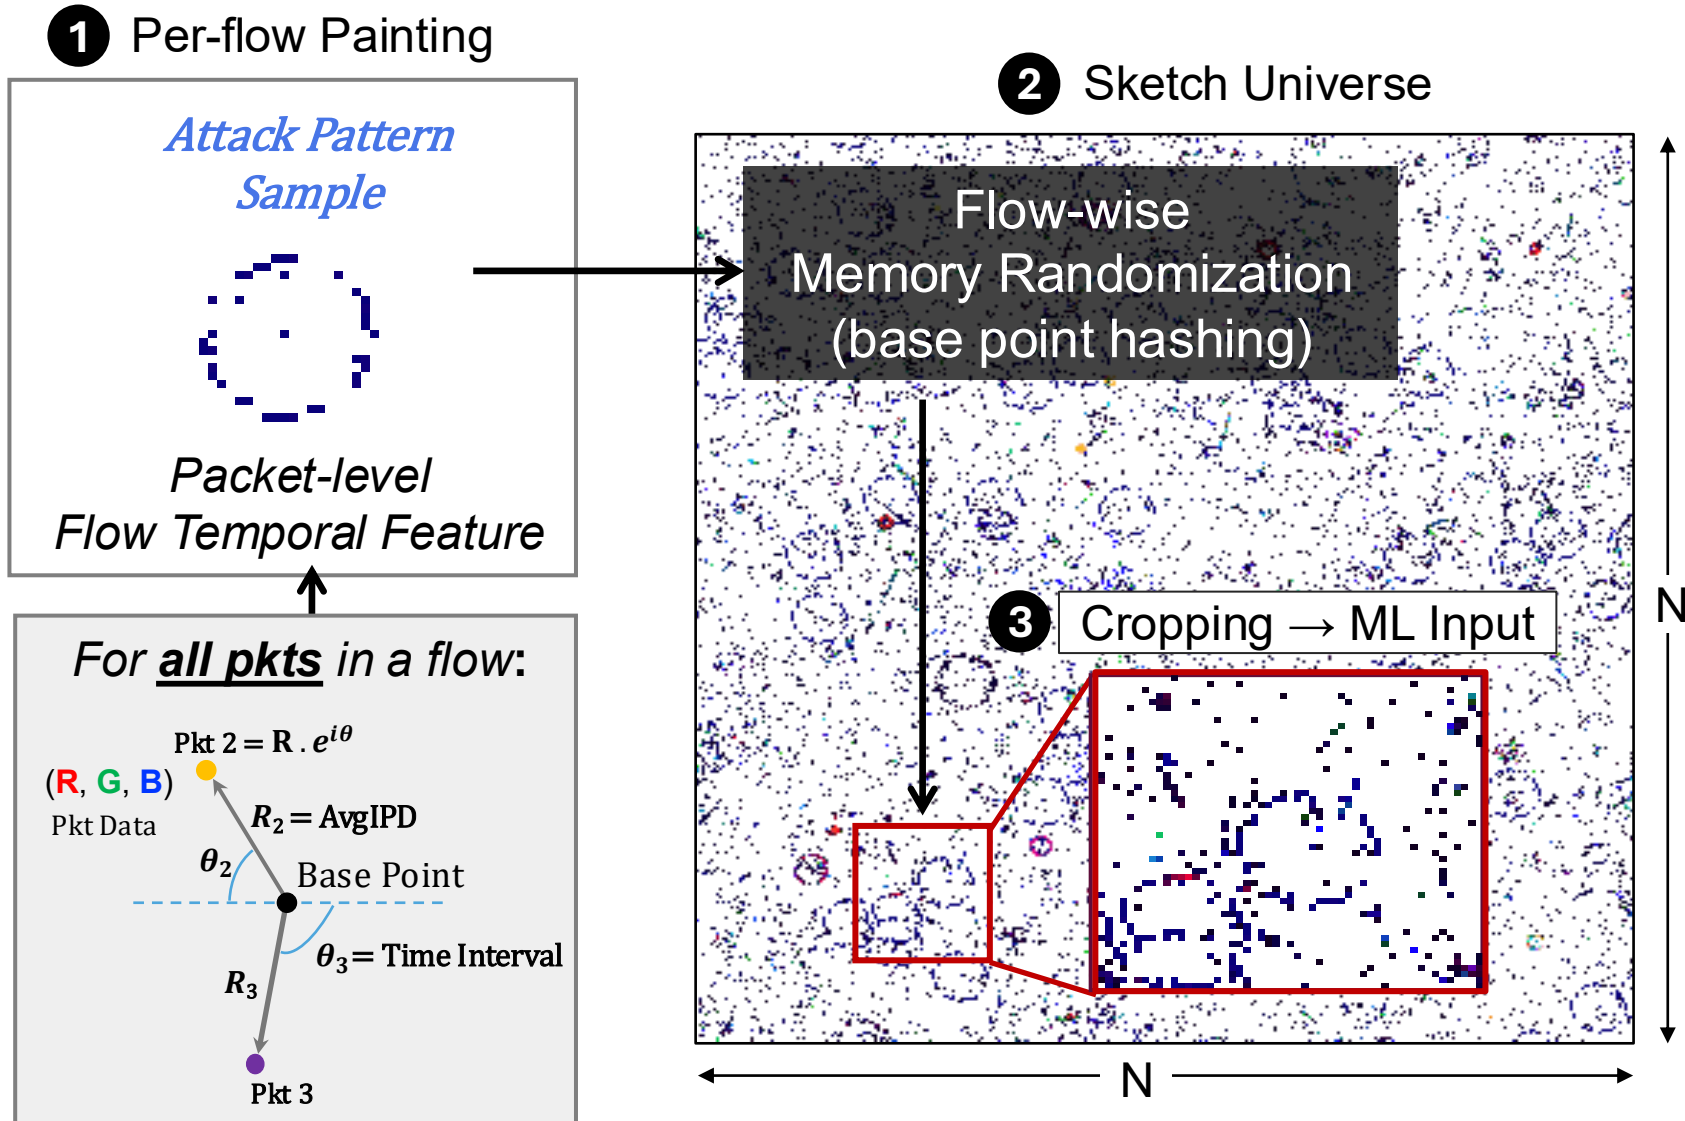 1 Per-flow Painting
Attack Pattern
Sample
Packet-level
Flow Temporal Feature
For all pkts in a flow:
Pkt 2 = R . e^{iθ}
(R, G, B)
Pkt Data
R₂ = AvgIPD
θ₂
Base Point
θ₃ = Time Interval
R₃
Pkt 3
2 Sketch Universe
Flow-wise
Memory Randomization
(base point hashing)
3 Cropping → ML Input
N
N